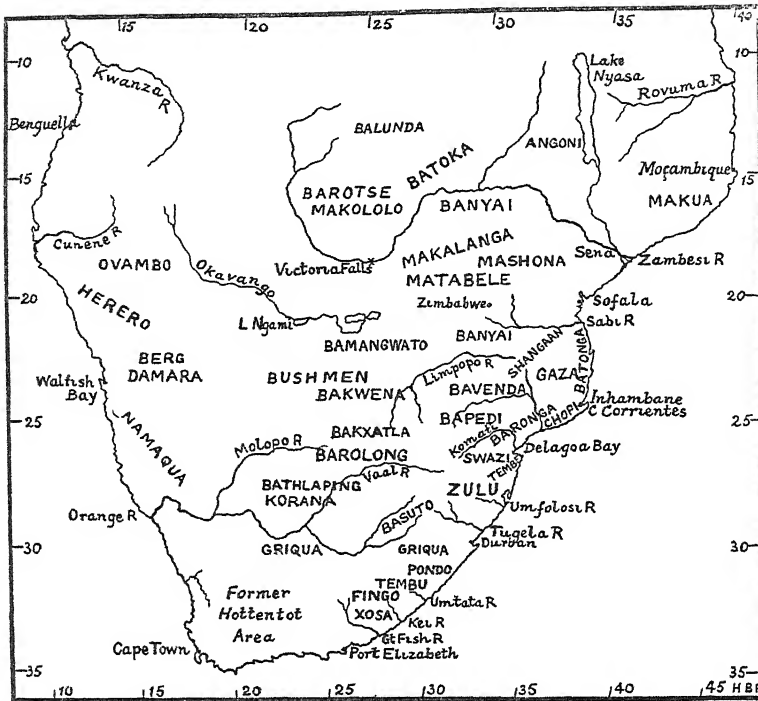 15 20 25 30 35 40
10 10
Kwanza R
Lake
Nyasa
Rovuma R
Benguella
BALUNDA
BATOKA
ANGONI
Moçambique
15 15
BAROTSE
MAKOLOLO
BANYAI
MAKUA
Cunene R
OVAMBO
Okavango
Victoria Falls
MAKALANGA
MASHONA
MATABELE
Sena
Zambesi R
20 20
HERERO
Zimbabwe
Sofala
L Ngami
BANYAI
Sabi R
BAMANGWATO
SHANGAAN
BATONGA
BERG
DAMARA
Limpopo R
GAZA
Walfish
Bay
BUSHMEN
BAKWENA
BAVENDA
Inhambane
C Corrientes
25 25
NAMAQUA
BAPEDI
CHOPI
BAKXATLA
Komati
BARONGA
Molopo R
BAROLONG
SWAZI
Delagoa Bay
TEMBE
BATHLAPING
KORANA
Vaal R
ZULU
Orange R
Umfolosi R
BASUTO
Tugela R
Durban
30 30
GRIQUA
GRIQUA
PONDO
TEMBU
Former
Hottentot
Area
FINGO
XOSA
Umtata R
Kei R
Gt Fish R
Cape Town
Port Elizabeth
35 35
10 15 20 25 30 35 40 45 HBF